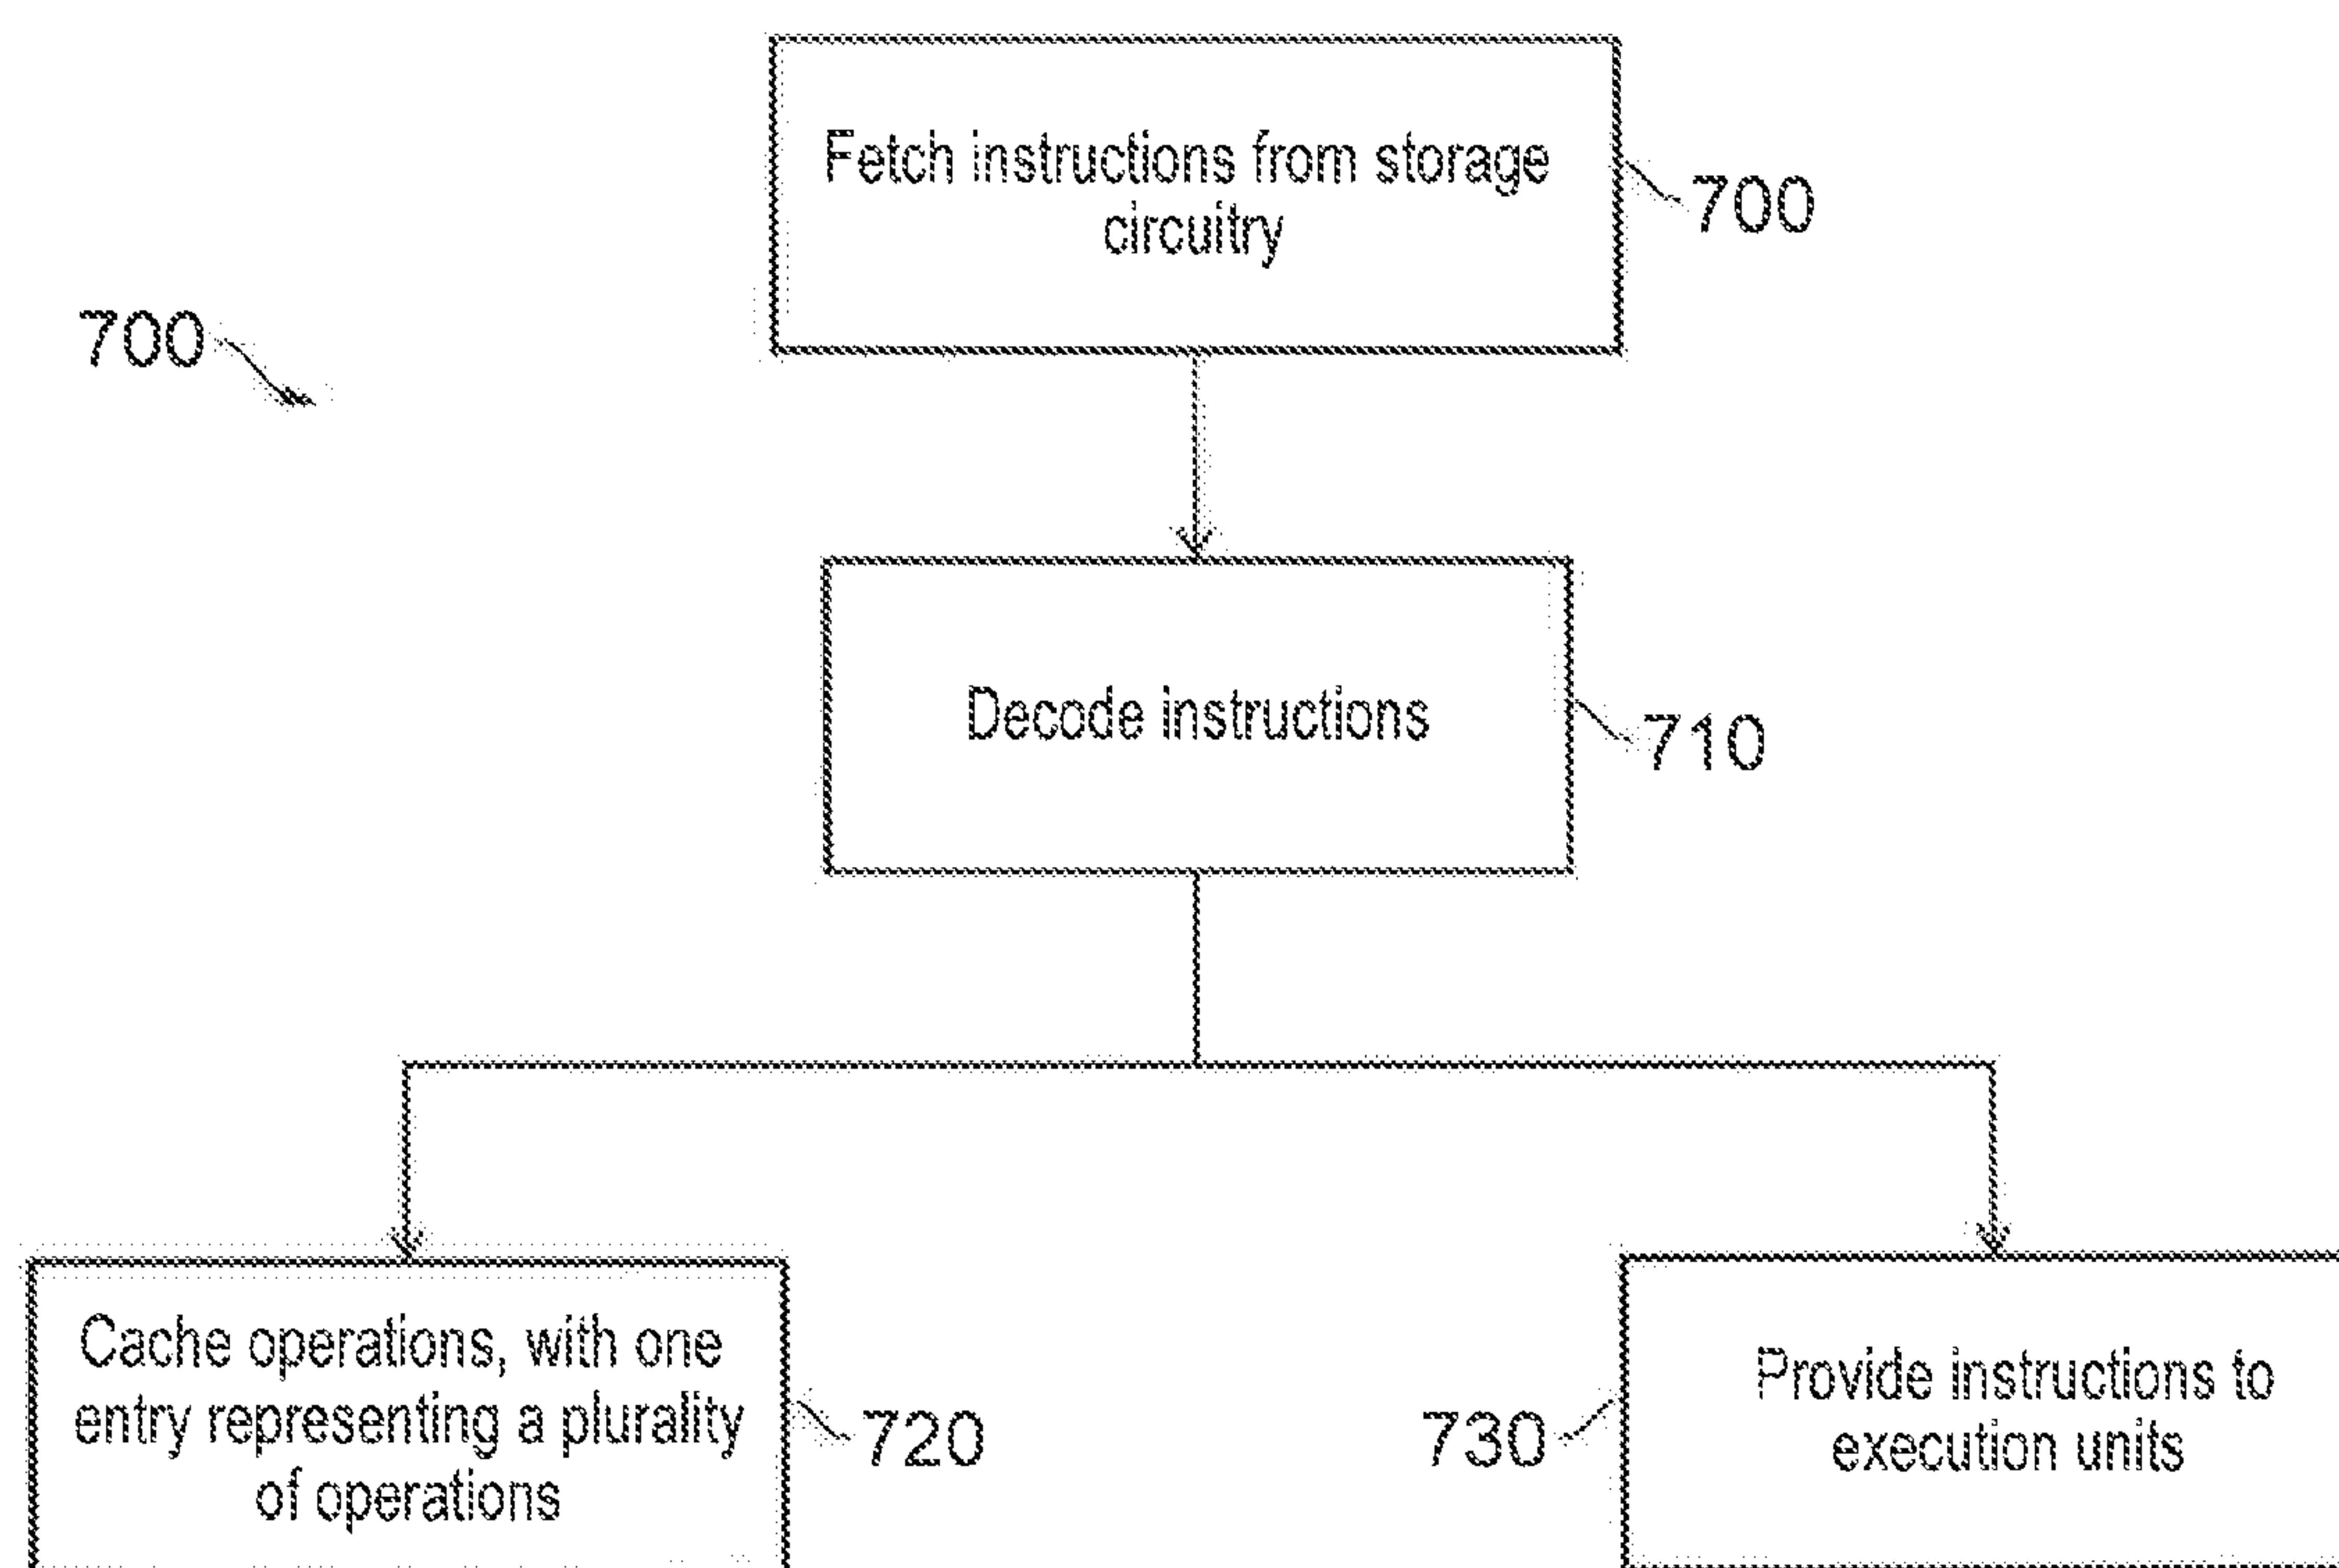 Fetch instructions from storage
circuitry
700
700
Decode instructions
710
Cache operations, with one
entry representing a plurality
of operations
720
730
Provide instructions to
execution units